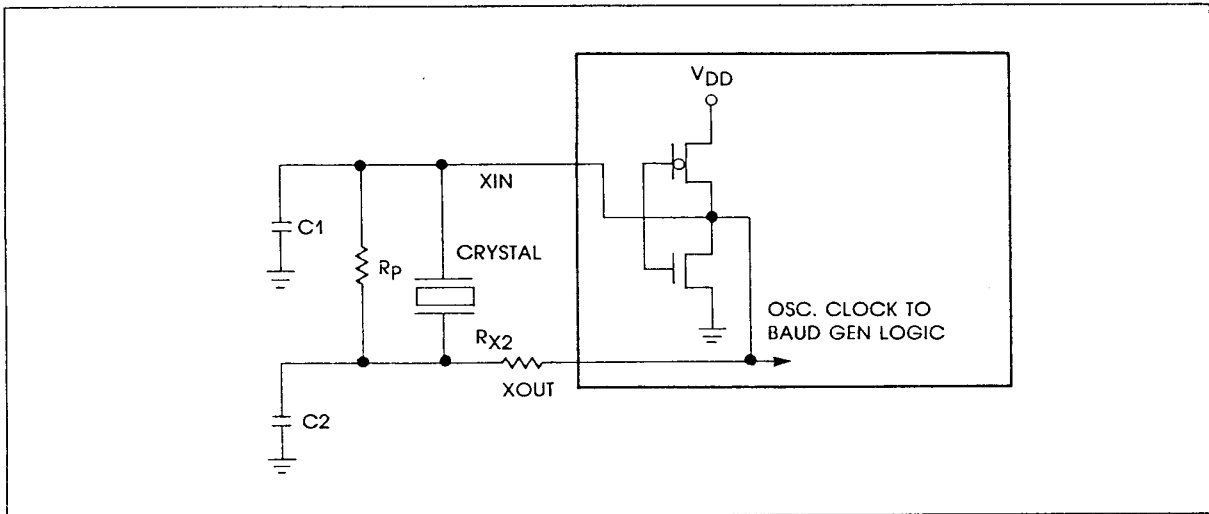 VDD
XIN
C1
RP
CRYSTAL
OSC. CLOCK TO
BAUD GEN LOGIC
RX2
XOUT
C2